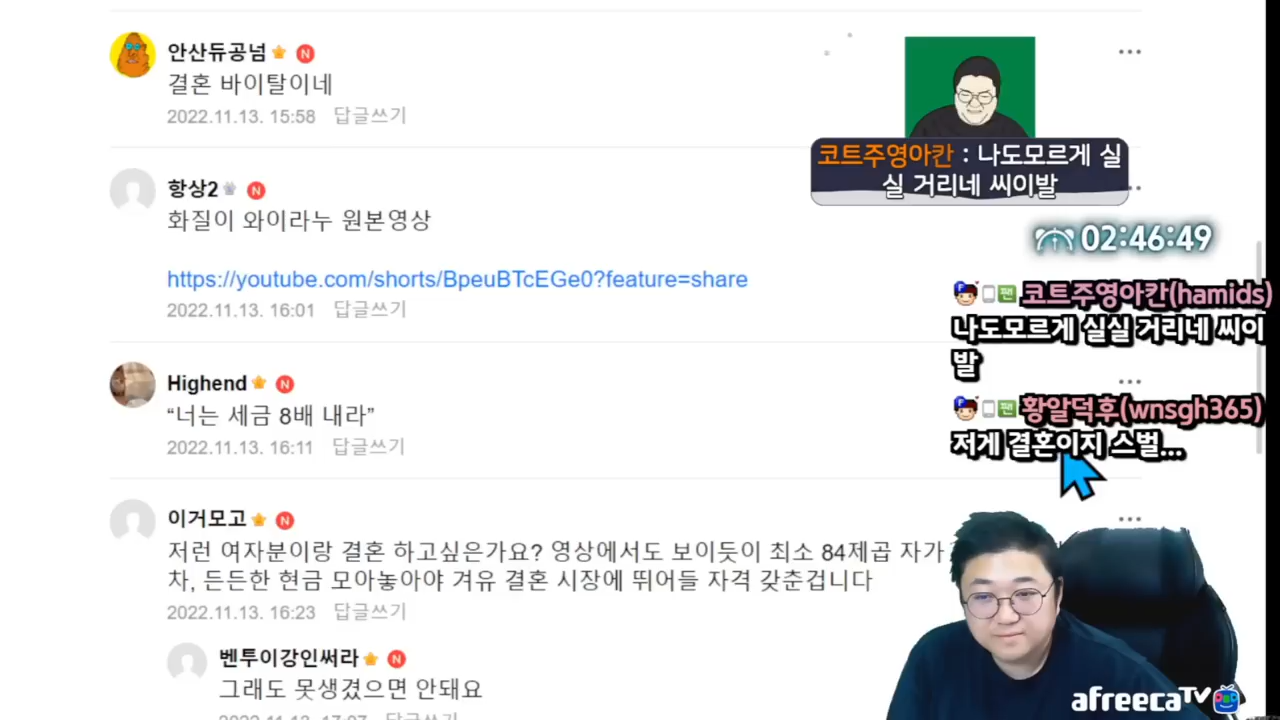 안산듀공넘 N
결혼 바이탈이네
2022.11.13. 15:58 답글쓰기
항상2 N
화질이 와이라누 원본영상
https://youtube.com/shorts/BpeuBTcEGe0?feature=share
2022.11.13. 16:01 답글쓰기
Highend N
“너는 세금 8배 내라”
2022.11.13. 16:11 답글쓰기
이거모고 N
저런 여자분이랑 결혼 하고싶은가요? 영상에서도 보이듯이 최소 84제곱 자가
차, 든든한 현금 모아놓아야 겨유 결혼 시장에 뛰어들 자격 갖춘겁니다
2022.11.13. 16:23 답글쓰기
벤투이강인써라 N
그래도 못생겼으면 안돼요
2022.11.13. 17:07 답글쓰기
코트주영아칸 : 나도모르게 실
실 거리네 씨이발
02:46:49
F 팬 코트주영아칸(hamids)
나도모르게 실실 거리네 씨이
발
F 팬 황알덕후(wnsgh365)
저게 결혼이지 스벌...
afreecaTV